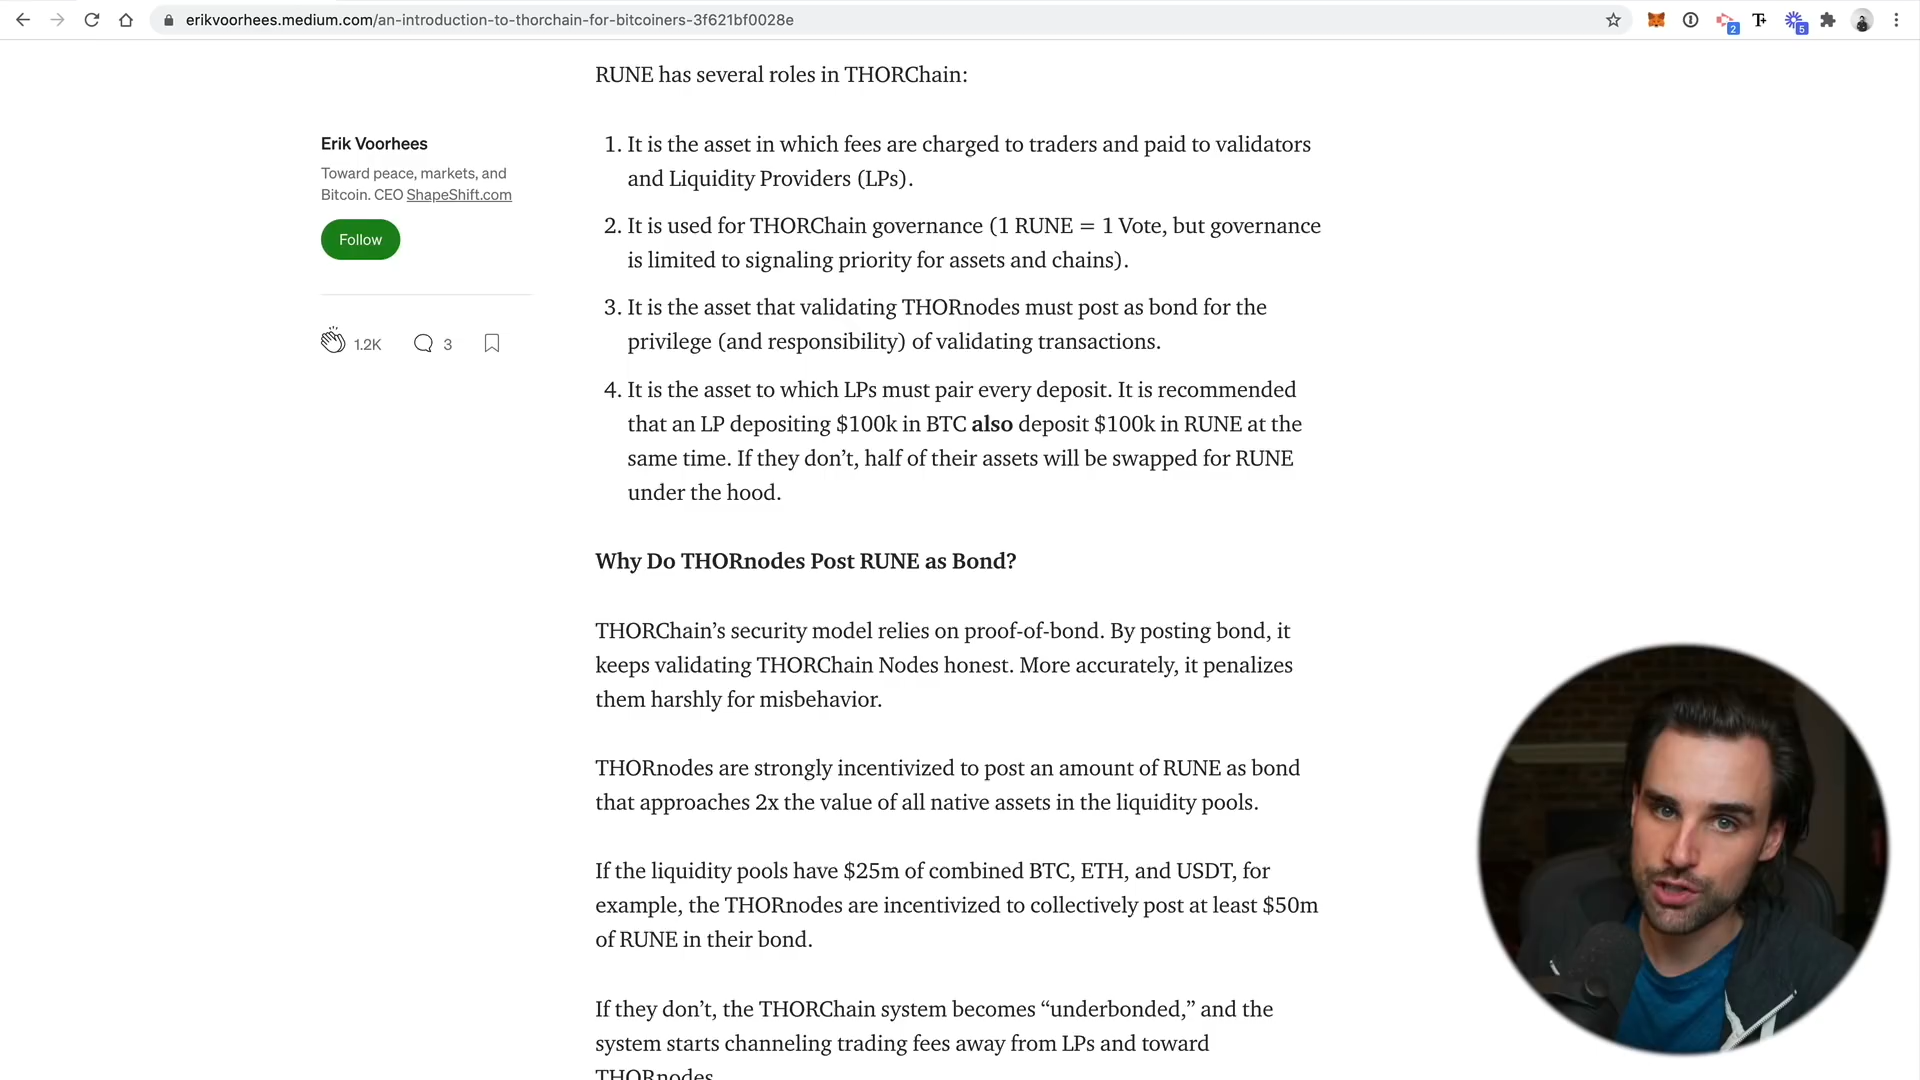 erikvoorhees.medium.com/an-introduction-to-thorchain-for-bitcoiners-3f621bf0028e
2
T+
5
RUNE has several roles in THORChain:
Erik Voorhees
Toward peace, markets, and
Bitcoin. CEO ShapeShift.com
Follow
1.2K
3
1. It is the asset in which fees are charged to traders and paid to validators
and Liquidity Providers (LPs).
2. It is used for THORChain governance (1 RUNE = 1 Vote, but governance
is limited to signaling priority for assets and chains).
3. It is the asset that validating THORnodes must post as bond for the
privilege (and responsibility) of validating transactions.
4. It is the asset to which LPs must pair every deposit. It is recommended
that an LP depositing $100k in BTC also deposit $100k in RUNE at the
same time. If they don’t, half of their assets will be swapped for RUNE
under the hood.
Why Do THORnodes Post RUNE as Bond?
THORChain’s security model relies on proof-of-bond. By posting bond, it
keeps validating THORChain Nodes honest. More accurately, it penalizes
them harshly for misbehavior.
THORnodes are strongly incentivized to post an amount of RUNE as bond
that approaches 2x the value of all native assets in the liquidity pools.
If the liquidity pools have $25m of combined BTC, ETH, and USDT, for
example, the THORnodes are incentivized to collectively post at least $50m
of RUNE in their bond.
If they don’t, the THORChain system becomes “underbonded,” and the
system starts channeling trading fees away from LPs and toward
THORnodes